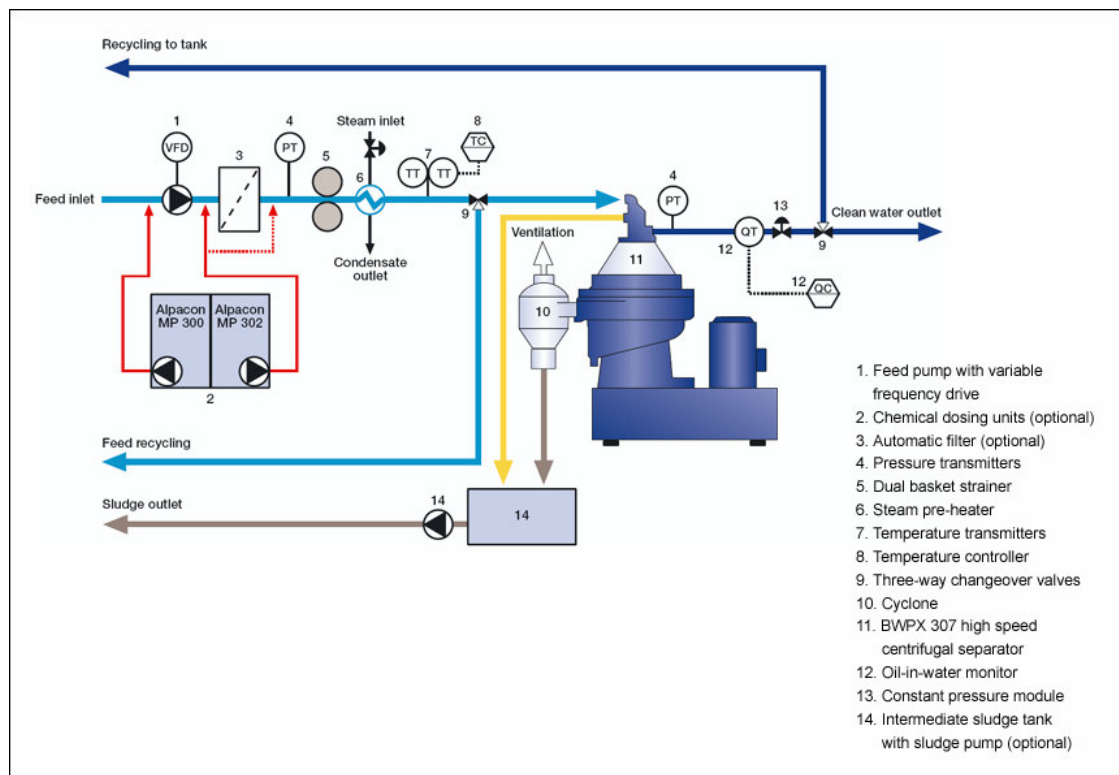 Recycling to tank
1
VFD
3
4
PT
5
Steam inlet
6
7
TT
TT
8
TC
9
Feed inlet
Condensate
outlet
Alpacon
MP 300
Alpacon
MP 302
2
4
PT
12
QT
13
9
Clean water outlet
12
QC
Ventilation
10
11
Feed recycling
Sludge outlet
14
14
1. Feed pump with variable
frequency drive
2. Chemical dosing units (optional)
3. Automatic filter (optional)
4. Pressure transmitters
5. Dual basket strainer
6. Steam pre-heater
7. Temperature transmitters
8. Temperature controller
9. Three-way changeover valves
10. Cyclone
11. BWPX 307 high speed
centrifugal separator
12. Oil-in-water monitor
13. Constant pressure module
14. Intermediate sludge tank
with sludge pump (optional)